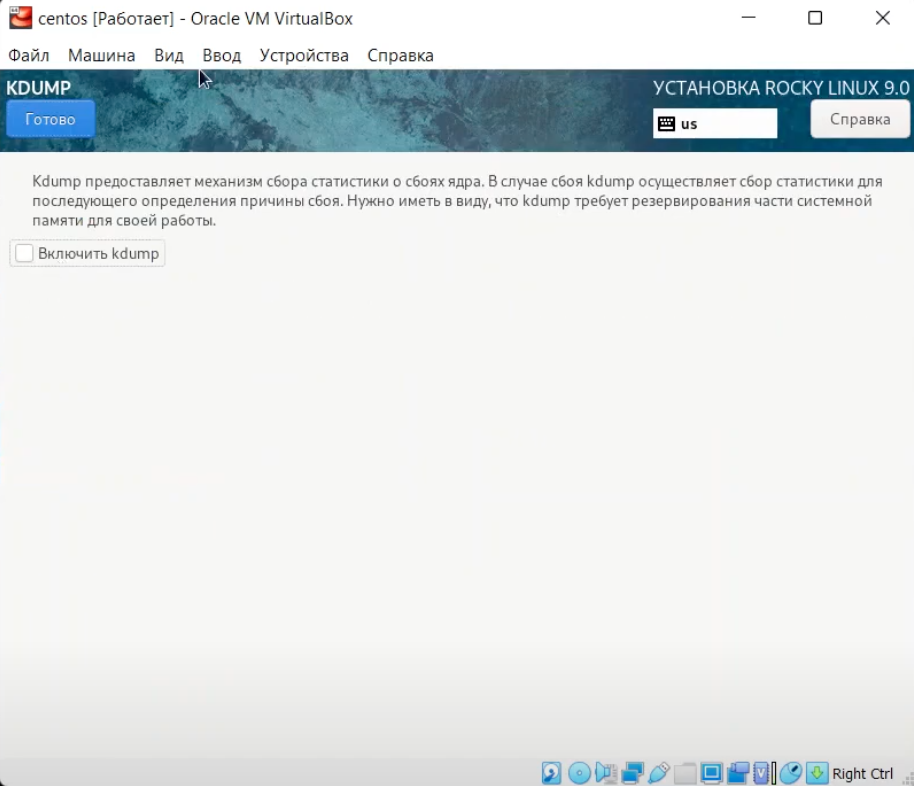 centos [Работает] - Oracle VM VirtualBox
Файл Машина Вид Ввод Устройства Справка
KDUMP
УСТАНОВКА ROCKY LINUX 9.0
Готово
us
Справка
Kdump предоставляет механизм сбора статистики о сбоях ядра. В случае сбоя kdump осуществляет сбор статистики для
последующего определения причины сбоя. Нужно иметь в виду, что kdump требует резервирования части системной
памяти для своей работы.
Включить kdump
Right Ctrl